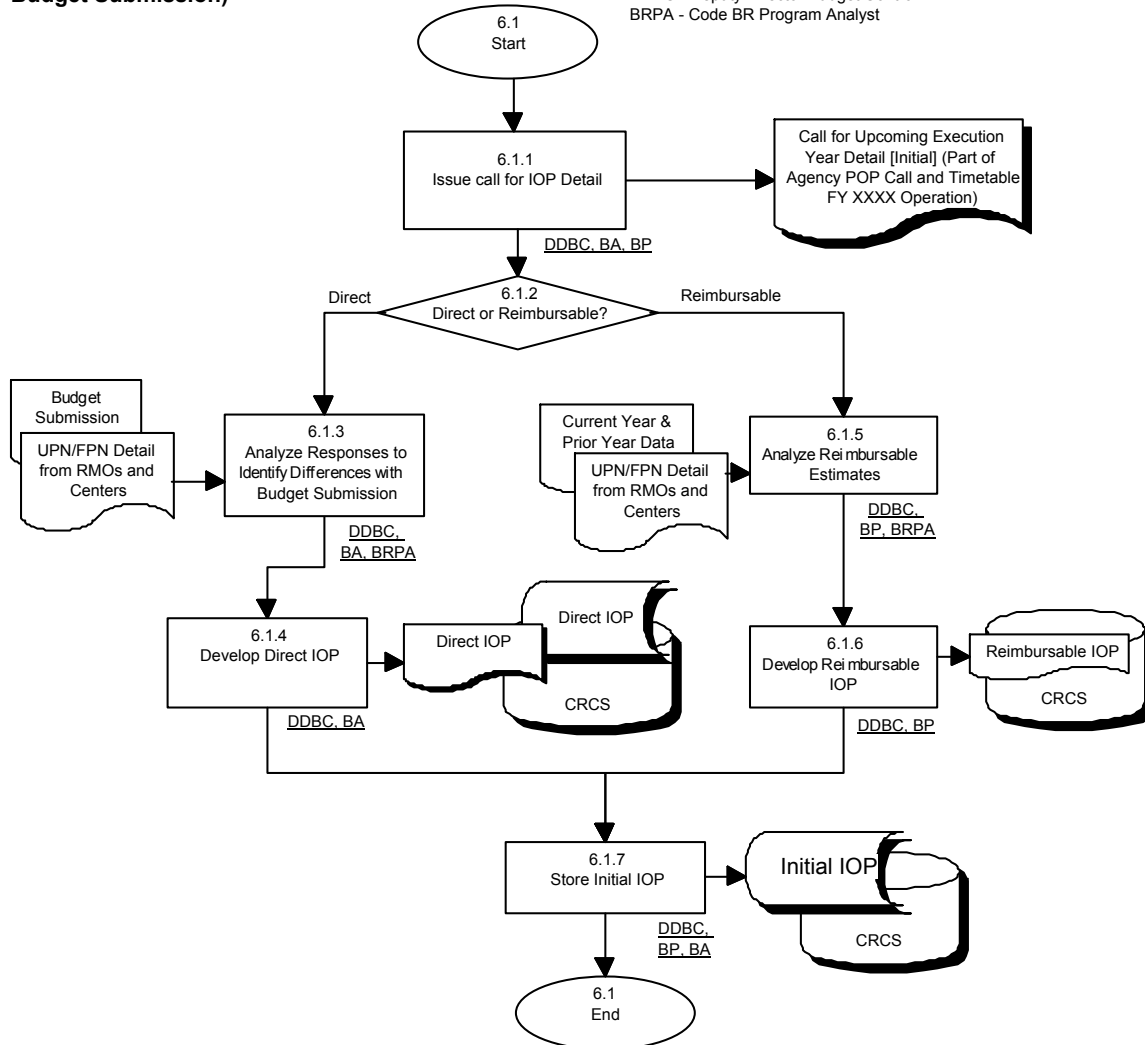 Budget Submission)
BRPA - Code BR Program Analyst
6.1
Start
6.1.1
Issue call for IOP Detail
Call for Upcoming Execution
Year Detail [Initial] (Part of
Agency POP Call and Timetable
FY XXXX Operation)
DDBC, BA, BP
Direct
6.1.2
Direct or Reimbursable?
Reimbursable
Budget
Submission
UPN/FPN Detail
from RMOs and
Centers
6.1.3
Analyze Responses to
Identify Differences with
Budget Submission
DDBC,
BA, BRPA
Current Year &
Prior Year Data
UPN/FPN Detail
from RMOs and
Centers
6.1.5
Analyze Reimbursable
Estimates
DDBC,
BP, BRPA
6.1.4
Develop Direct IOP
DDBC, BA
Direct IOP
Direct IOP
CRCS
6.1.6
Develop Reimbursable
IOP
DDBC, BP
Reimbursable IOP
CRCS
6.1.7
Store Initial IOP
DDBC,
BP, BA
Initial IOP
CRCS
6.1
End